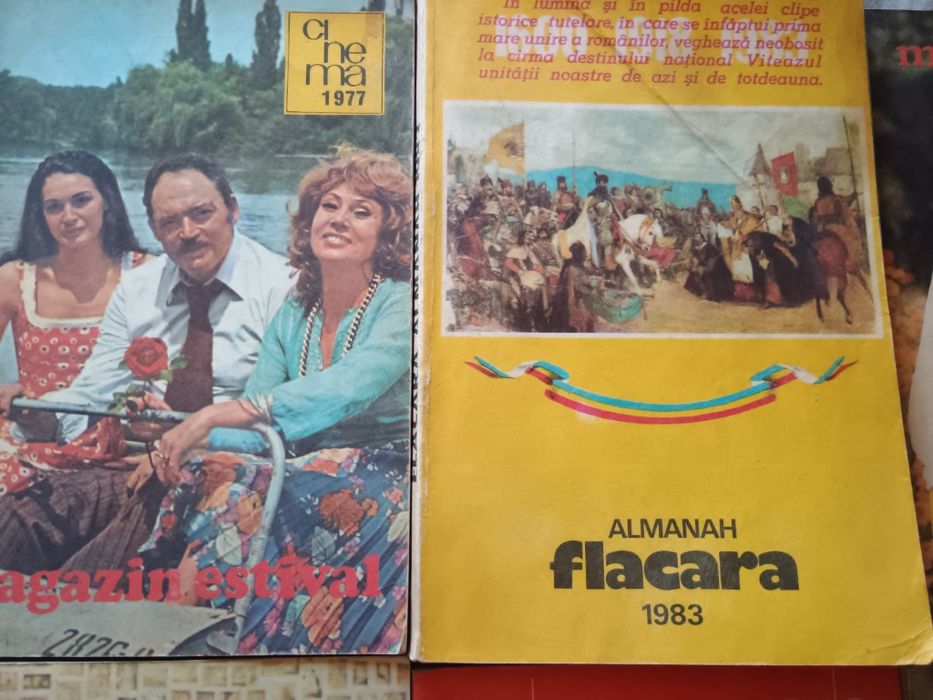 ci
ne
ma
1977
agazin estival
In lumina și în pilda acelei clipe
istorice tutelare, în care se înfăptui prima
mare unire a românilor, veghează neobosit
la cîrma destinului național Viteazul
unității noastre de azi și de totdeauna.
ALMANAH
flacara
1983
m